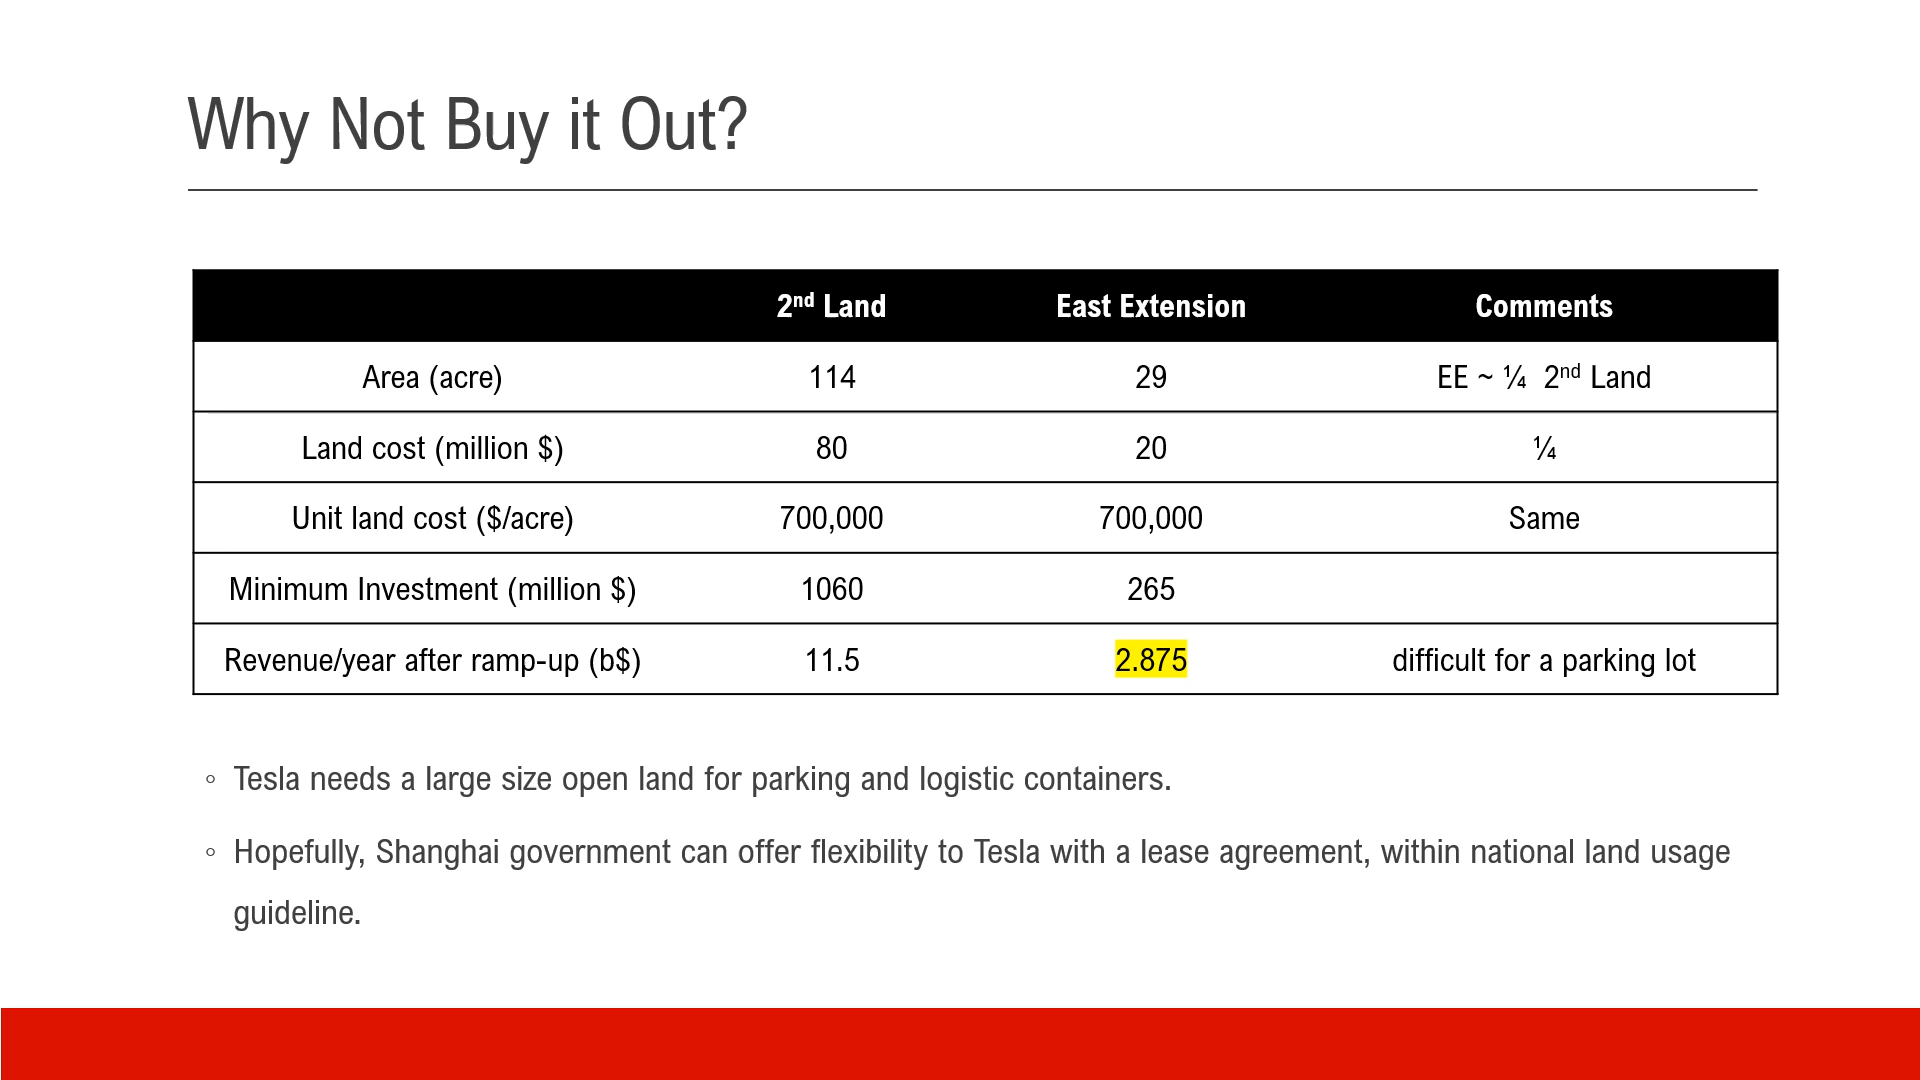 Why Not Buy it Out?
2nd Land East Extension Comments
Area (acre) 114 29 EE ~ ¼ 2nd Land
Land cost (million $) 80 20 ¼
Unit land cost ($/acre) 700,000 700,000 Same
Minimum Investment (million $) 1060 265
Revenue/year after ramp-up (b$) 11.5 2.875 difficult for a parking lot
◦ Tesla needs a large size open land for parking and logistic containers.
◦ Hopefully, Shanghai government can offer flexibility to Tesla with a lease agreement, within national land usage
guideline.